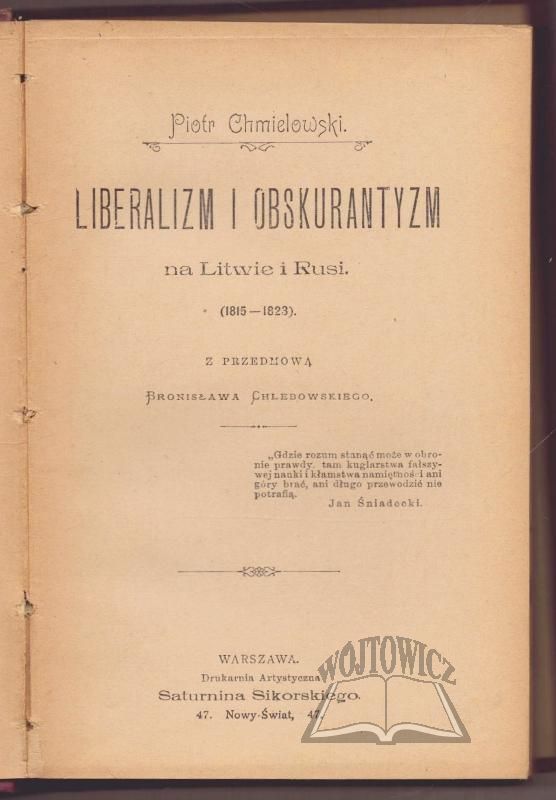 Piotr Chmielowski.
LIBERALIZM I OBSKURANTYZM
na Litwie i Rusi.
(1815—1823).
Z PRZEDMOWĄ
BRONISŁAWA CHLEBOWSKIEGO.
„Gdzie rozum stanąć może w obro-
nie prawdy, tam kuglarstwa fałszy-
wej nauki i kłamstwa namiętności ani
góry brać, ani długo przewodzić nie
potrafią.
Jan Śniadecki.
WARSZAWA.
Drukarnia Artystyczna
Saturnina Sikorskiego.
47. Nowy-Świat, 47.
WÓJTOWICZ